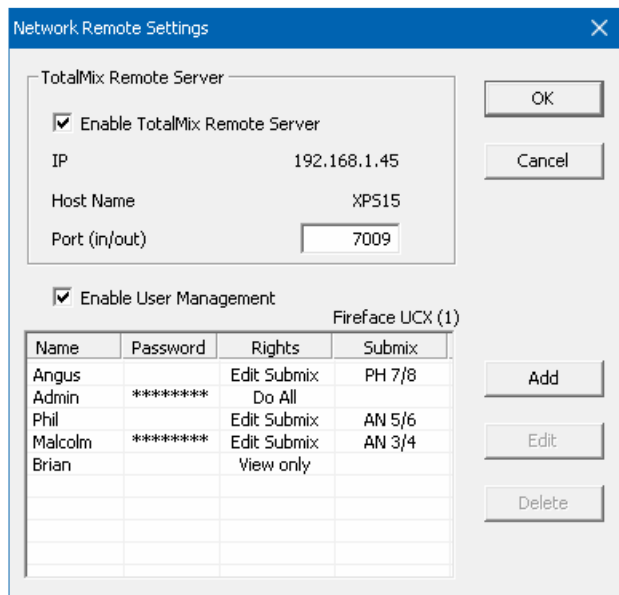 Network Remote Settings
TotalMix Remote Server
Enable TotalMix Remote Server
IP 192.168.1.45
Host Name XPS15
Port (in/out) 7009
OK
Cancel
Enable User Management
Fireface UCX (1)
Name Password Rights Submix
Angus Edit Submix PH 7/8
Admin ******** Do All
Phil Edit Submix AN 5/6
Malcolm ******** Edit Submix AN 3/4
Brian View only
Add
Edit
Delete